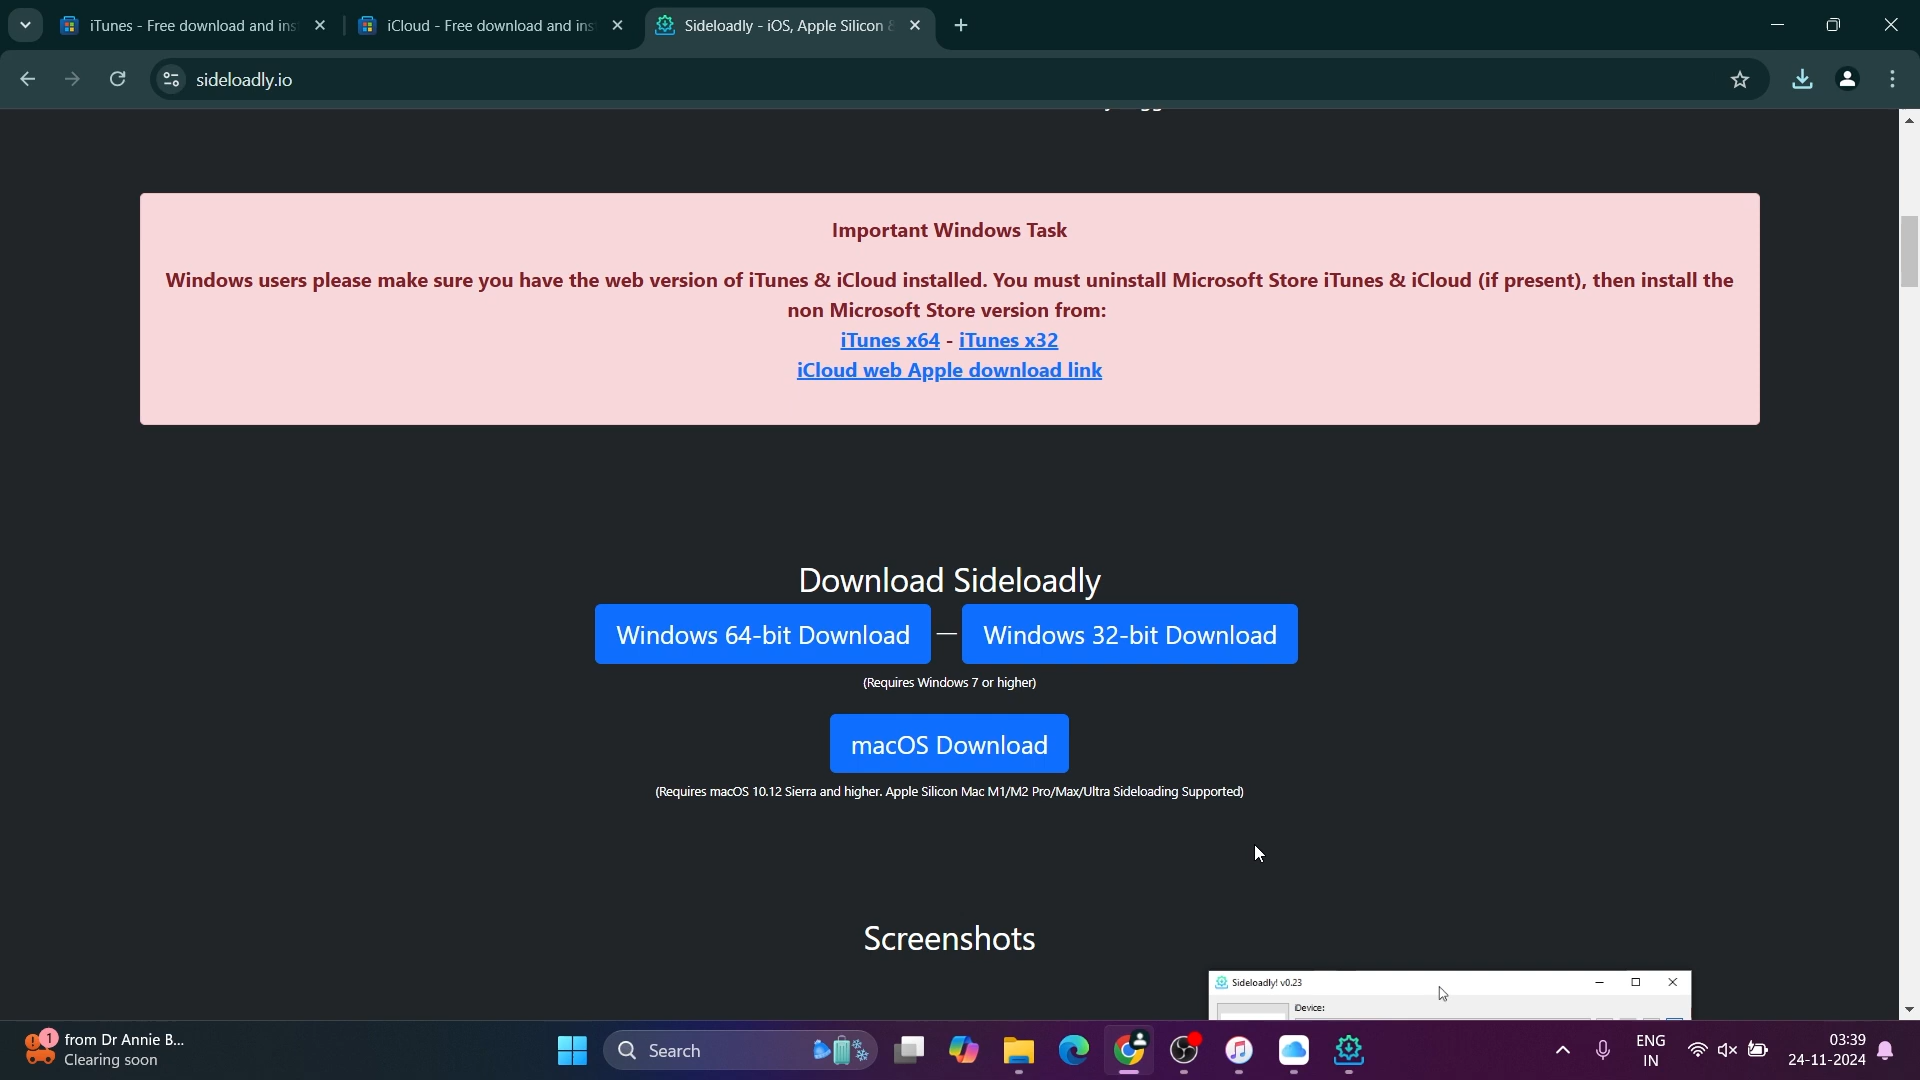 iTunes - Free download and ins
iCloud - Free download and ins
Sideloadly - iOS, Apple Silicon &
sideloadly.io
Important Windows Task
Windows users please make sure you have the web version of iTunes & iCloud installed. You must uninstall Microsoft Store iTunes & iCloud (if present), then install the
non Microsoft Store version from:
iTunes x64 - iTunes x32
iCloud web Apple download link
Download Sideloadly
Windows 64-bit Download — Windows 32-bit Download
(Requires Windows 7 or higher)
macOS Download
(Requires macOS 10.12 Sierra and higher. Apple Silicon Mac M1/M2 Pro/Max/Ultra Sideloading Supported)
Screenshots
Sideloadly! v0.23
iDevice:
1
from Dr Annie B...
Clearing soon
Search
ENG
IN
03:39
24-11-2024